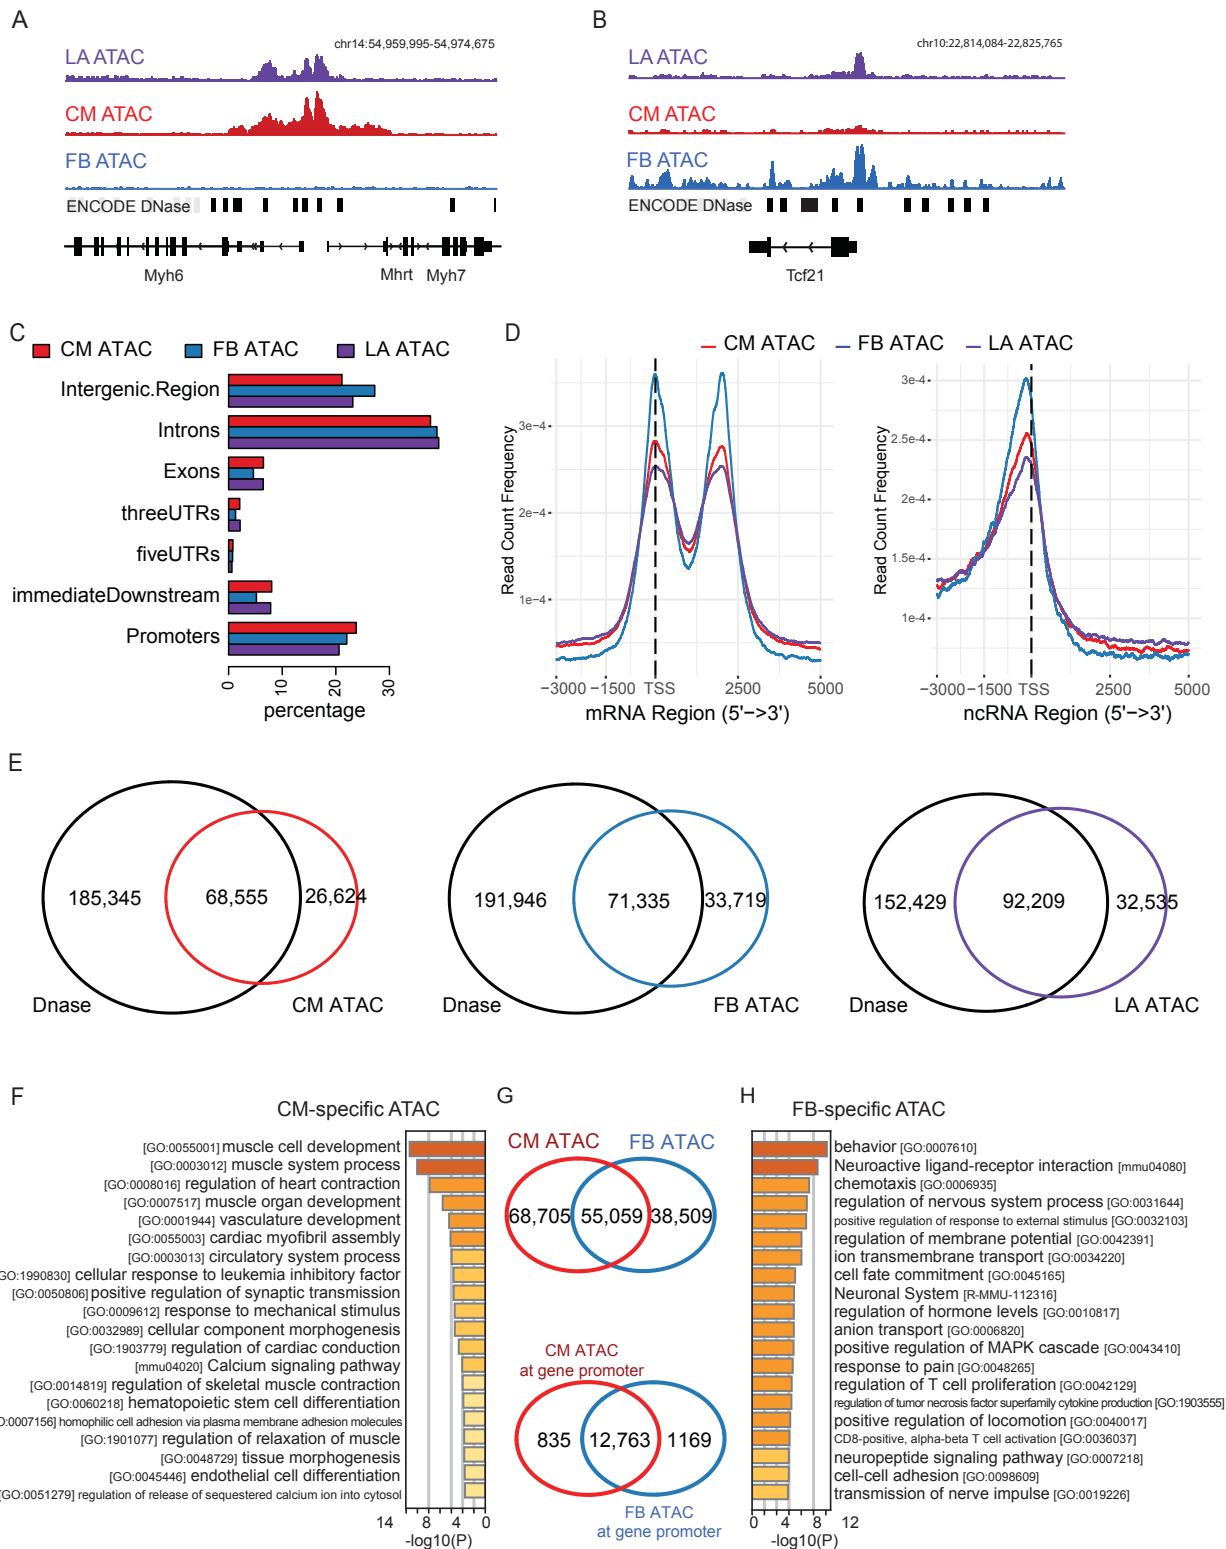 A
chr14:54,959,995-54,974,675
LA ATAC
CM ATAC
FB ATAC
ENCODE DNase
Myh6
Mhrt
Myh7
B
chr10:22,814,084-22,825,765
LA ATAC
CM ATAC
FB ATAC
ENCODE DNase
Tcf21
C
CM ATAC
FB ATAC
LA ATAC
Intergenic.Region
Introns
Exons
threeUTRs
fiveUTRs
immediateDownstream
Promoters
0
10
20
30
percentage
D
CM ATAC
FB ATAC
LA ATAC
Read Count Frequency
3e−4
2e−4
1e−4
−3000
−1500
TSS
2500
5000
mRNA Region (5'−>3')
Read Count Frequency
3e−4
2.5e−4
2e−4
1.5e−4
1e−4
−3000
−1500
TSS
2500
5000
ncRNA Region (5'−>3')
E
185,345
68,555
26,624
Dnase
CM ATAC
191,946
71,335
33,719
Dnase
FB ATAC
152,429
92,209
32,535
Dnase
LA ATAC
F
CM-specific ATAC
[GO:0055001] muscle cell development
[GO:0003012] muscle system process
[GO:0008016] regulation of heart contraction
[GO:0007517] muscle organ development
[GO:0001944] vasculature development
[GO:0055003] cardiac myofibril assembly
[GO:0003013] circulatory system process
GO:1990830] cellular response to leukemia inhibitory factor
[GO:0050806] positive regulation of synaptic transmission
[GO:0009612] response to mechanical stimulus
[GO:0032989] cellular component morphogenesis
[GO:1903779] regulation of cardiac conduction
[mmu04020] Calcium signaling pathway
[GO:0014819] regulation of skeletal muscle contraction
[GO:0060218] hematopoietic stem cell differentiation
O:0007156] homophilic cell adhesion via plasma membrane adhesion molecules
[GO:1901077] regulation of relaxation of muscle
[GO:0048729] tissue morphogenesis
[GO:0045446] endothelial cell differentiation
[GO:0051279] regulation of release of sequestered calcium ion into cytosol
14
8
4
0
-log10(P)
G
CM ATAC
FB ATAC
68,705
55,059
38,509
CM ATAC
at gene promoter
835
12,763
1169
FB ATAC
at gene promoter
H
FB-specific ATAC
behavior [GO:0007610]
Neuroactive ligand-receptor interaction [mmu04080]
chemotaxis [GO:0006935]
regulation of nervous system process [GO:0031644]
positive regulation of response to external stimulus [GO:0032103]
regulation of membrane potential [GO:0042391]
ion transmembrane transport [GO:0034220]
cell fate commitment [GO:0045165]
Neuronal System [R-MMU-112316]
regulation of hormone levels [GO:0010817]
anion transport [GO:0006820]
positive regulation of MAPK cascade [GO:0043410]
response to pain [GO:0048265]
regulation of T cell proliferation [GO:0042129]
regulation of tumor necrosis factor superfamily cytokine production [GO:1903555]
positive regulation of locomotion [GO:0040017]
CD8-positive, alpha-beta T cell activation [GO:0036037]
neuropeptide signaling pathway [GO:0007218]
cell-cell adhesion [GO:0098609]
transmission of nerve impulse [GO:0019226]
0
4
8
12
-log10(P)